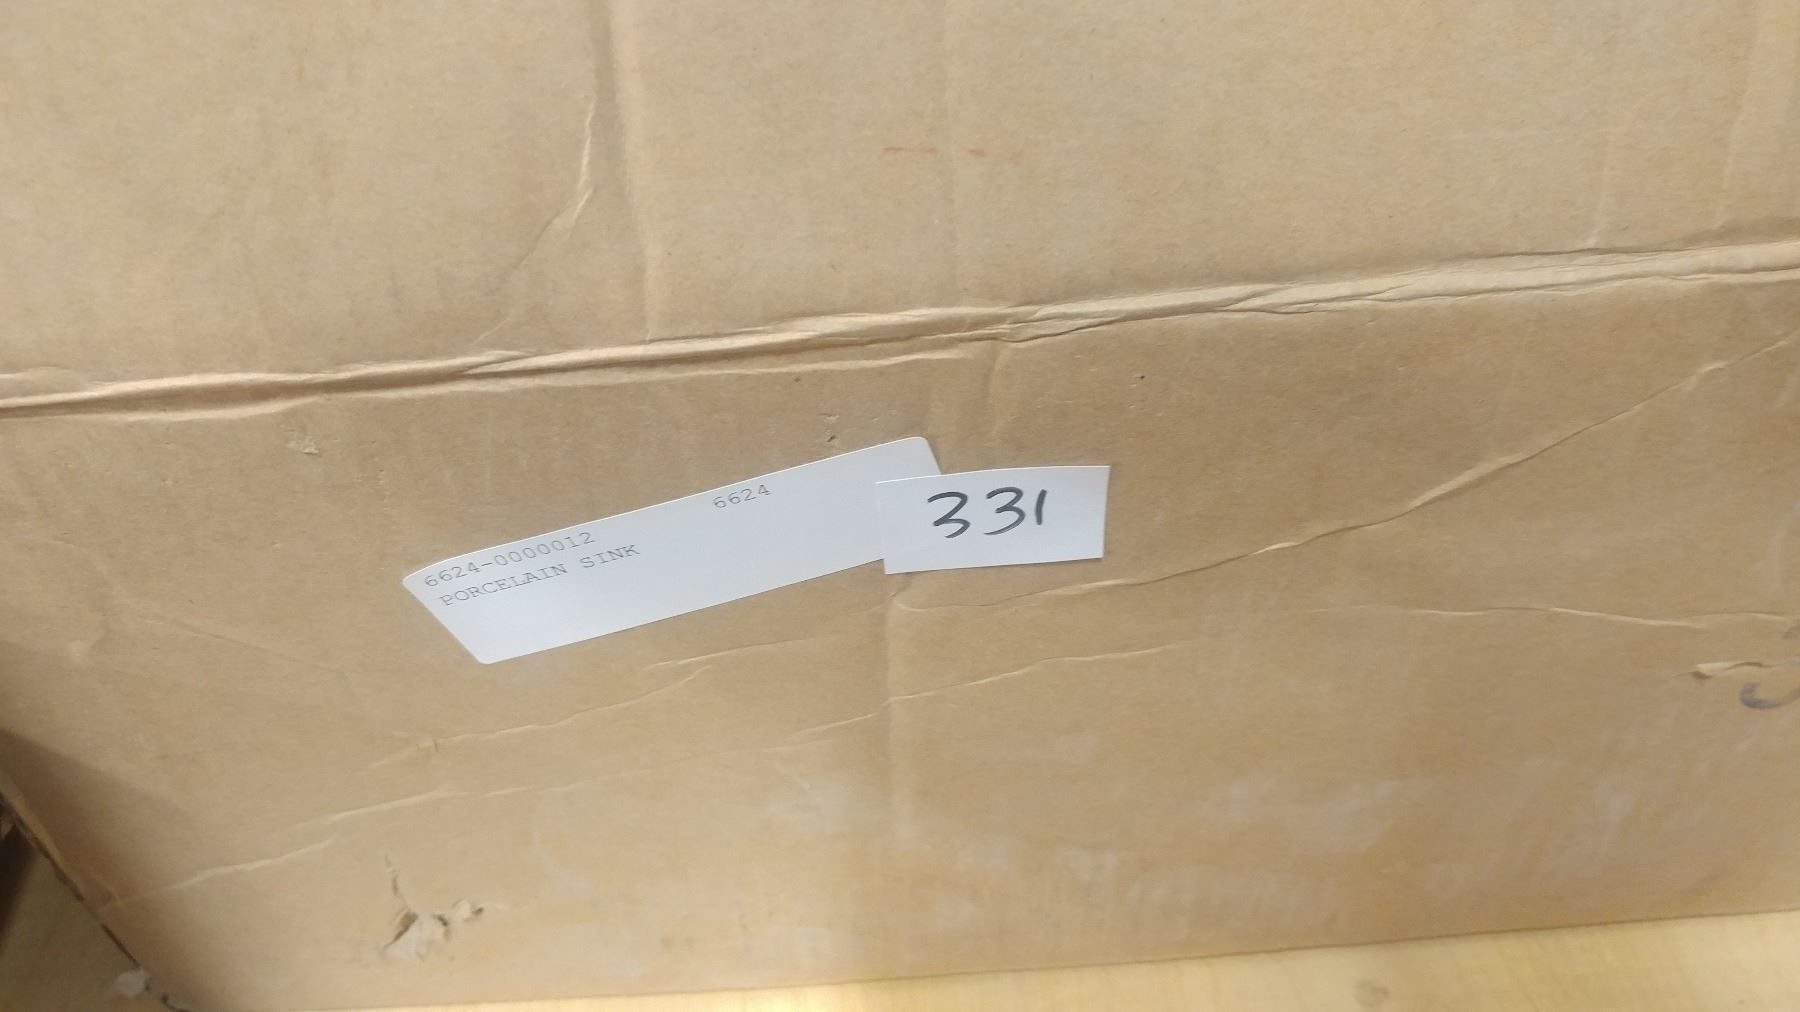 6624
6624-0000012
PORCELAIN SINK
331